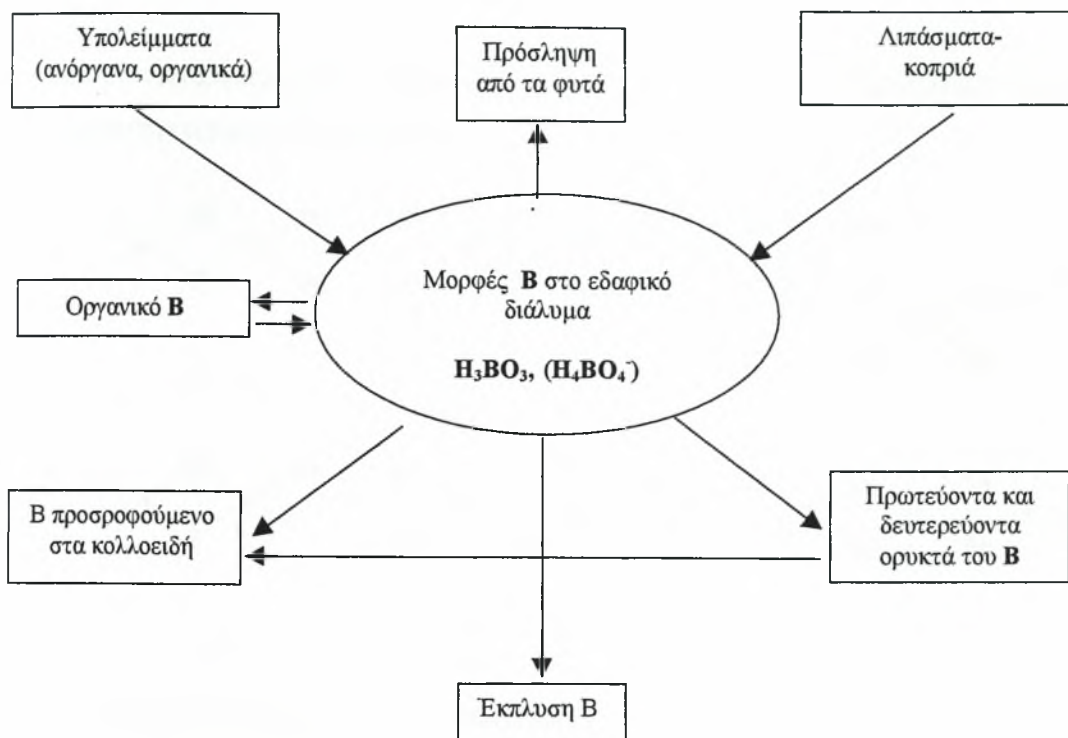 Υπολείμματα
(ανόργανα, οργανικά)
Πρόσληψη
από τα φυτά
Λιπάσματα-
κοπριά
Μορφές B στο εδαφικό
διάλυμα
H₃BO₃, (H₄BO₄⁻)
Οργανικό B
B προσροφούμενο
στα κολλοειδή
Πρωτεύοντα και
δευτερεύοντα
ορυκτά του B
Έκπλυση B